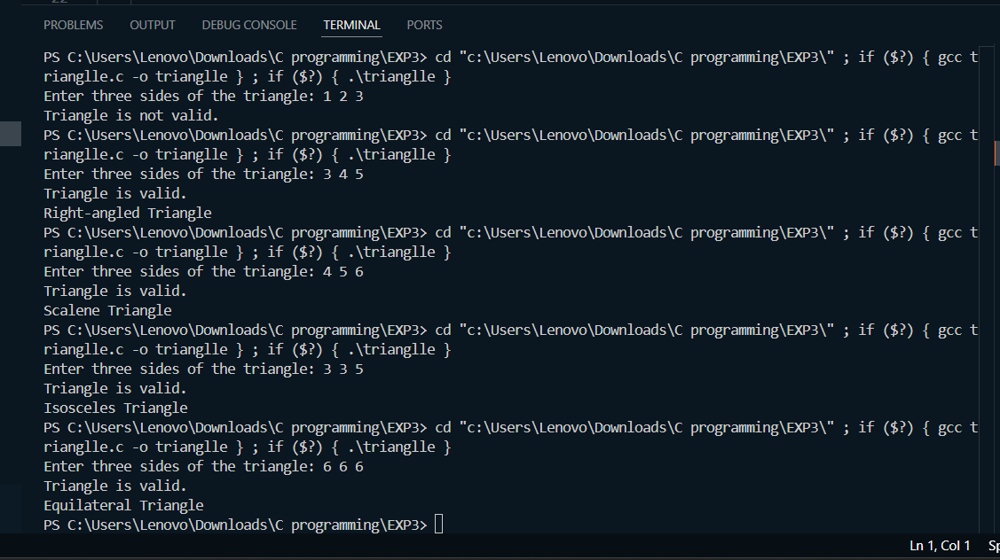 22
PROBLEMS OUTPUT DEBUG CONSOLE TERMINAL PORTS
PS C:\Users\Lenovo\Downloads\C programming\EXP3> cd "c:\Users\Lenovo\Downloads\C programming\EXP3\" ; if ($?) { gcc t
rianglle.c -o trianglle } ; if ($?) { .\trianglle }
Enter three sides of the triangle: 1 2 3
Triangle is not valid.
PS C:\Users\Lenovo\Downloads\C programming\EXP3> cd "c:\Users\Lenovo\Downloads\C programming\EXP3\" ; if ($?) { gcc t
rianglle.c -o trianglle } ; if ($?) { .\trianglle }
Enter three sides of the triangle: 3 4 5
Triangle is valid.
Right-angled Triangle
PS C:\Users\Lenovo\Downloads\C programming\EXP3> cd "c:\Users\Lenovo\Downloads\C programming\EXP3\" ; if ($?) { gcc t
rianglle.c -o trianglle } ; if ($?) { .\trianglle }
Enter three sides of the triangle: 4 5 6
Triangle is valid.
Scalene Triangle
PS C:\Users\Lenovo\Downloads\C programming\EXP3> cd "c:\Users\Lenovo\Downloads\C programming\EXP3\" ; if ($?) { gcc t
rianglle.c -o trianglle } ; if ($?) { .\trianglle }
Enter three sides of the triangle: 3 3 5
Triangle is valid.
Isosceles Triangle
PS C:\Users\Lenovo\Downloads\C programming\EXP3> cd "c:\Users\Lenovo\Downloads\C programming\EXP3\" ; if ($?) { gcc t
rianglle.c -o trianglle } ; if ($?) { .\trianglle }
Enter three sides of the triangle: 6 6 6
Triangle is valid.
Equilateral Triangle
PS C:\Users\Lenovo\Downloads\C programming\EXP3>
Ln 1, Col 1 Sp